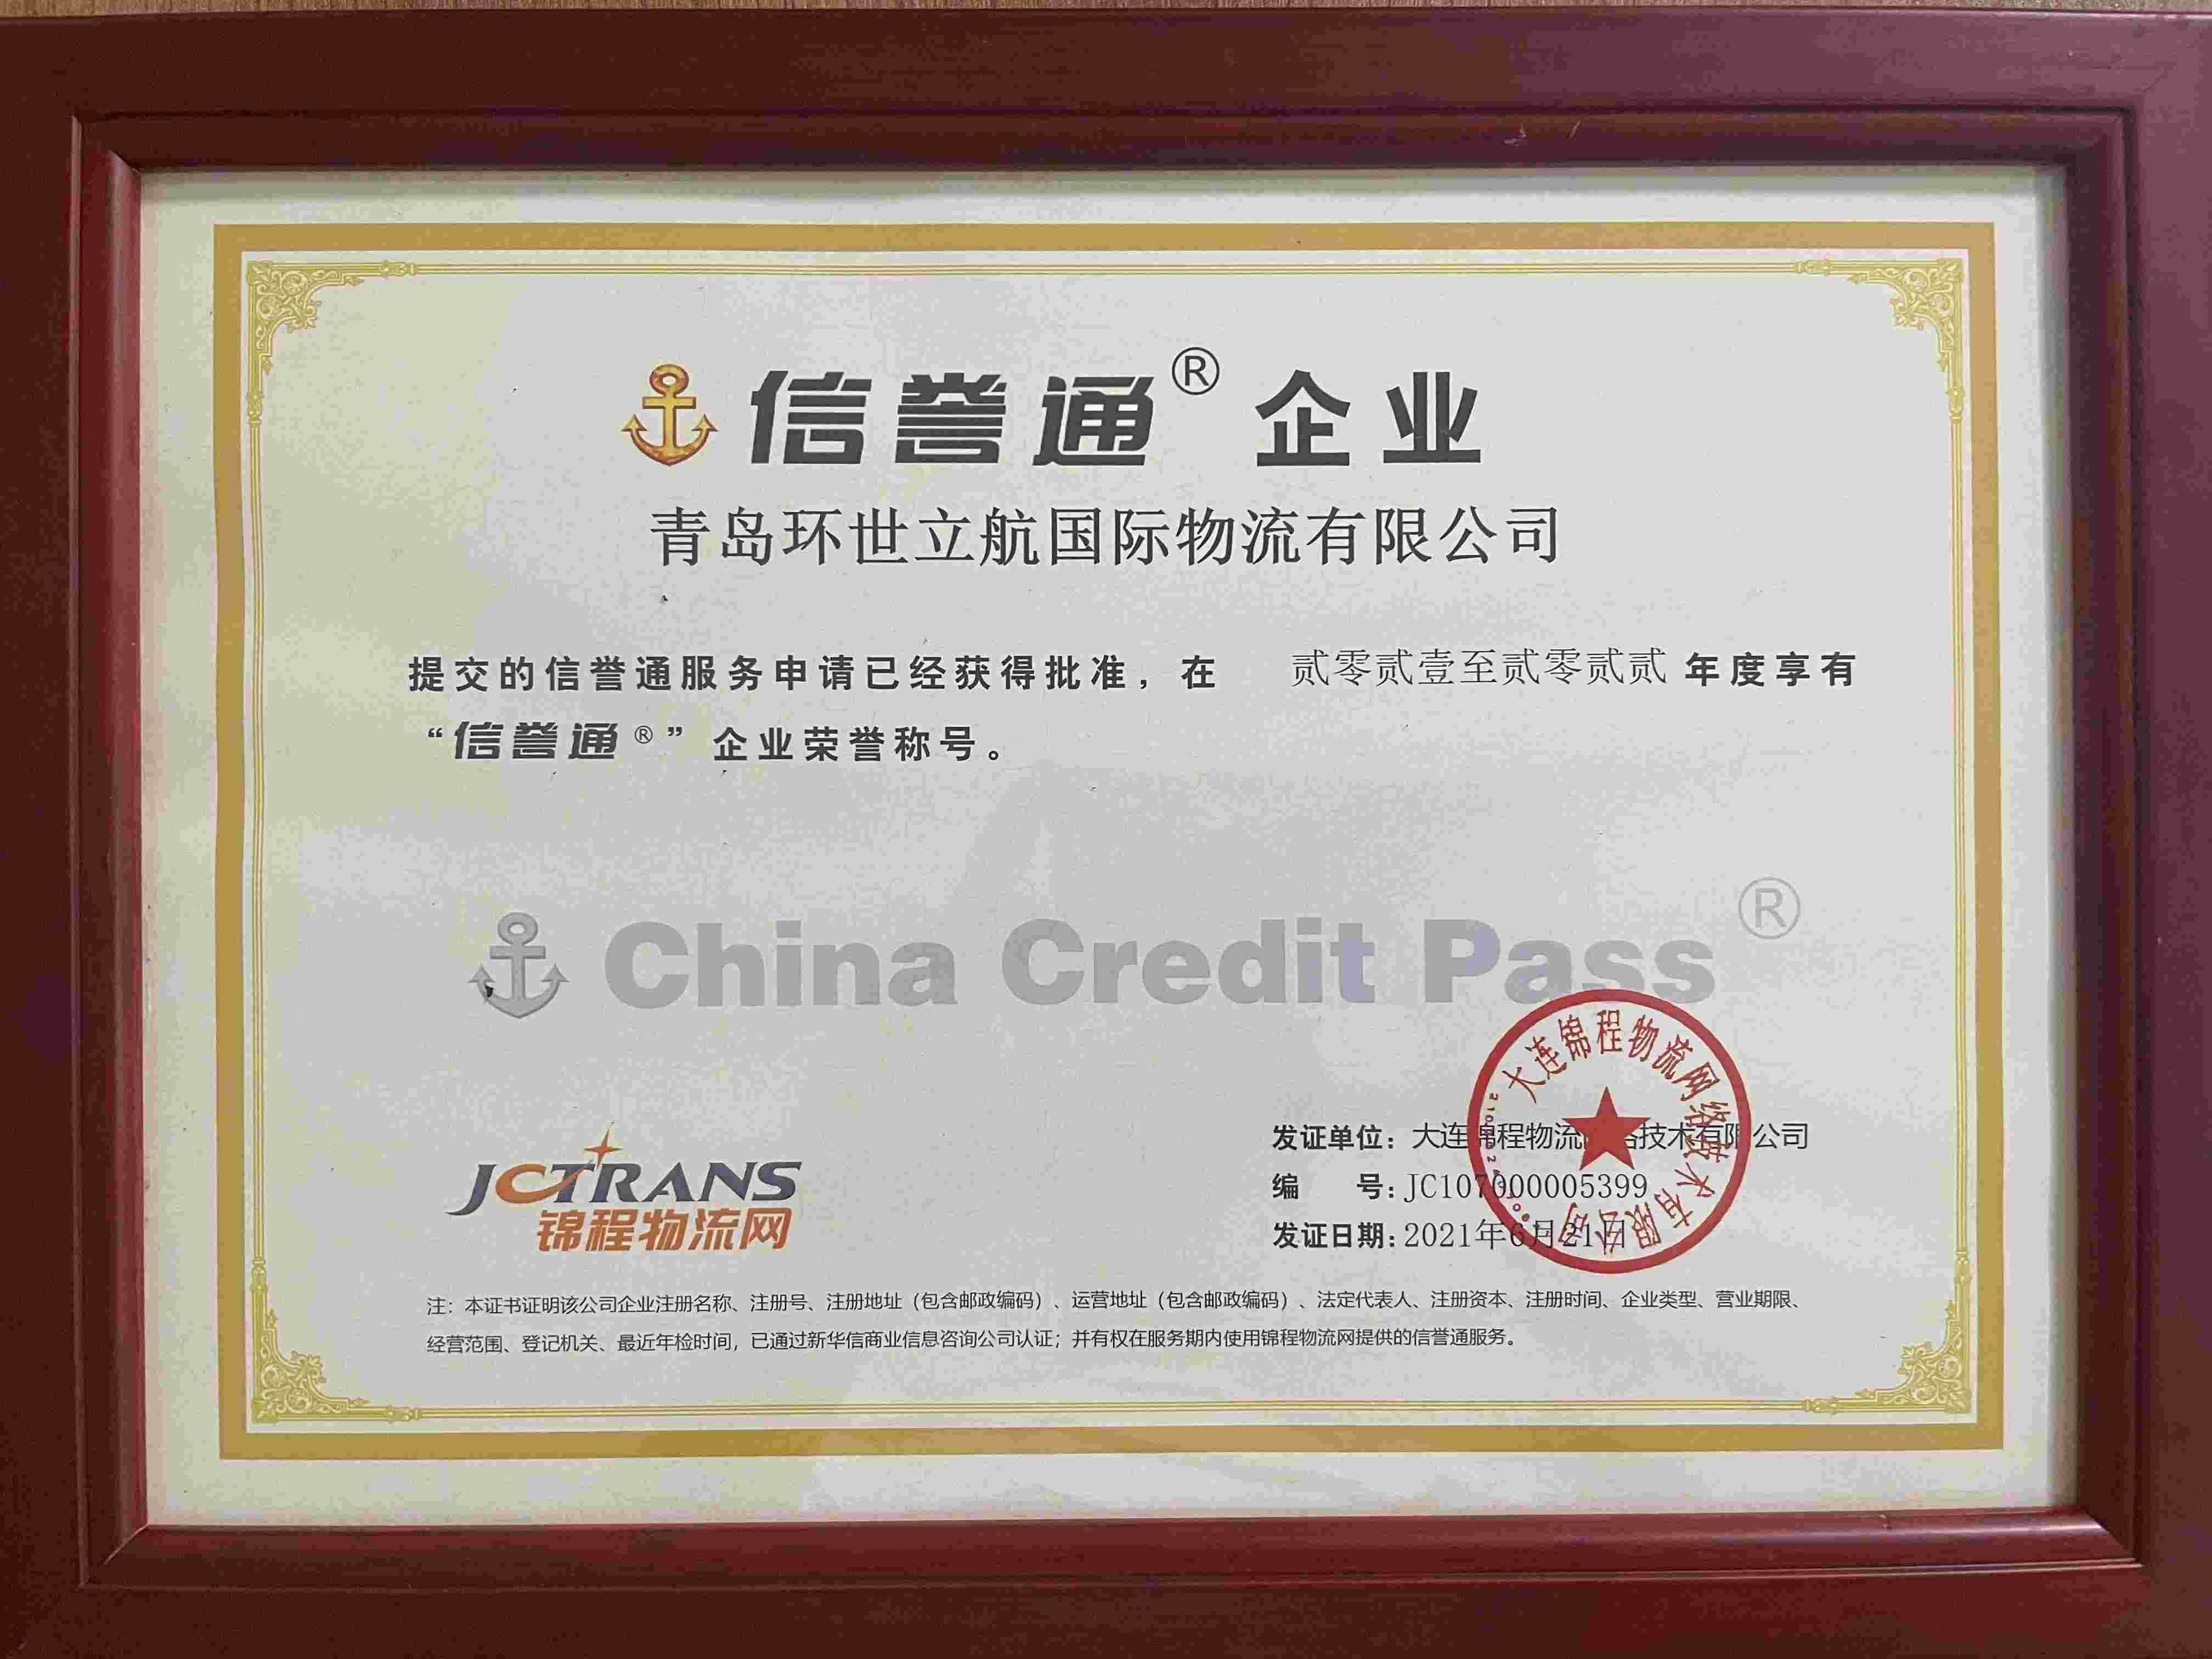 信誉通® 企业
青岛环世立航国际物流有限公司
提交的信誉通服务申请已经获得批准，在 贰零贰壹至贰零贰贰 年度享有
“信誉通®”企业荣誉称号。
China Credit Pass ®
JCTRANS
锦程物流网
大连锦程物流网络技术有限公司
发证单位：大连锦程物流网络技术有限公司
编 号：JC107000005399
发证日期：2021年6月21日
注：本证书证明该公司企业注册名称、注册号、注册地址（包含邮政编码）、运营地址（包含邮政编码）、法定代表人、注册资本、注册时间、企业类型、营业期限、
经营范围、登记机关、最近年检时间，已通过新华信商业信息咨询公司认证；并有权在服务期内使用锦程物流网提供的信誉通服务。